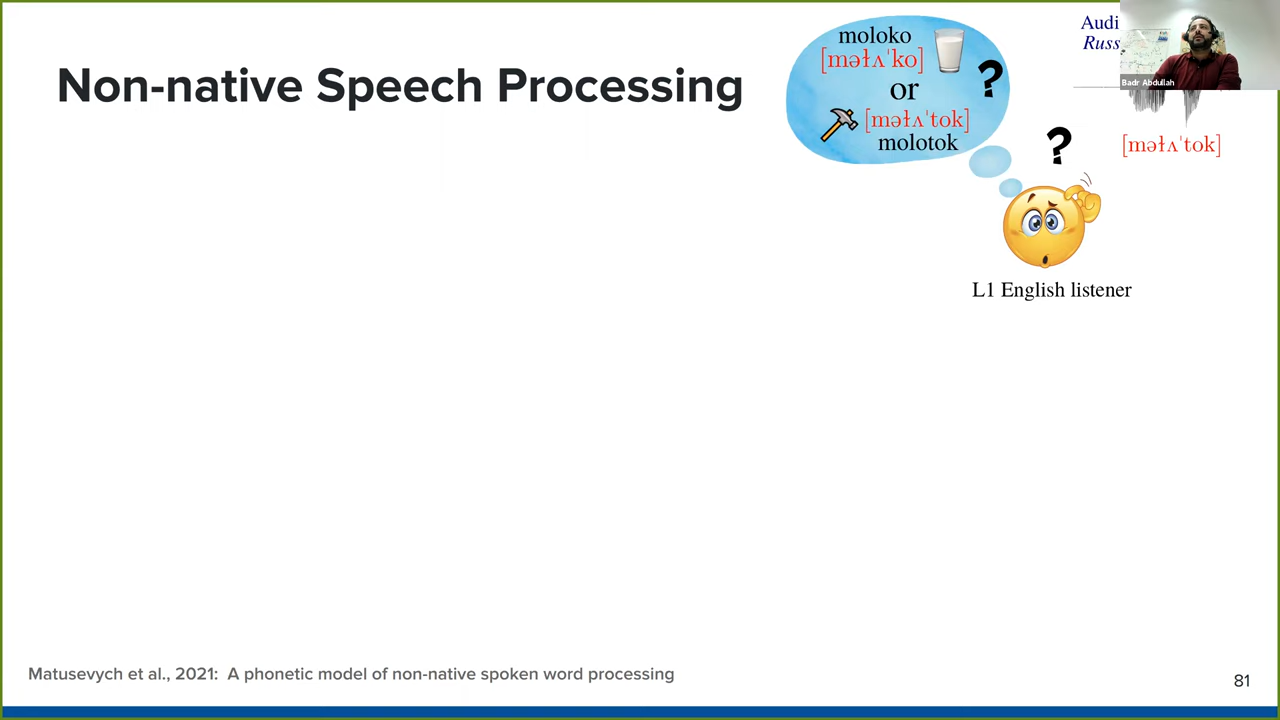 Non-native Speech Processing
moloko
[məɫʌˈko]
or
[məɫʌˈtok]
molotok
?
?
Audi
Russ
Badr Abdullah
[məɫʌˈtok]
L1 English listener
Matusevych et al., 2021: A phonetic model of non-native spoken word processing
81